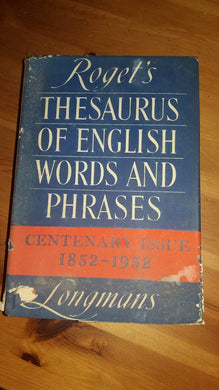 Roget's
THESAURUS
OF ENGLISH
WORDS AND
PHRASES
CENTENARY ISSUE
1852-1952
Longmans